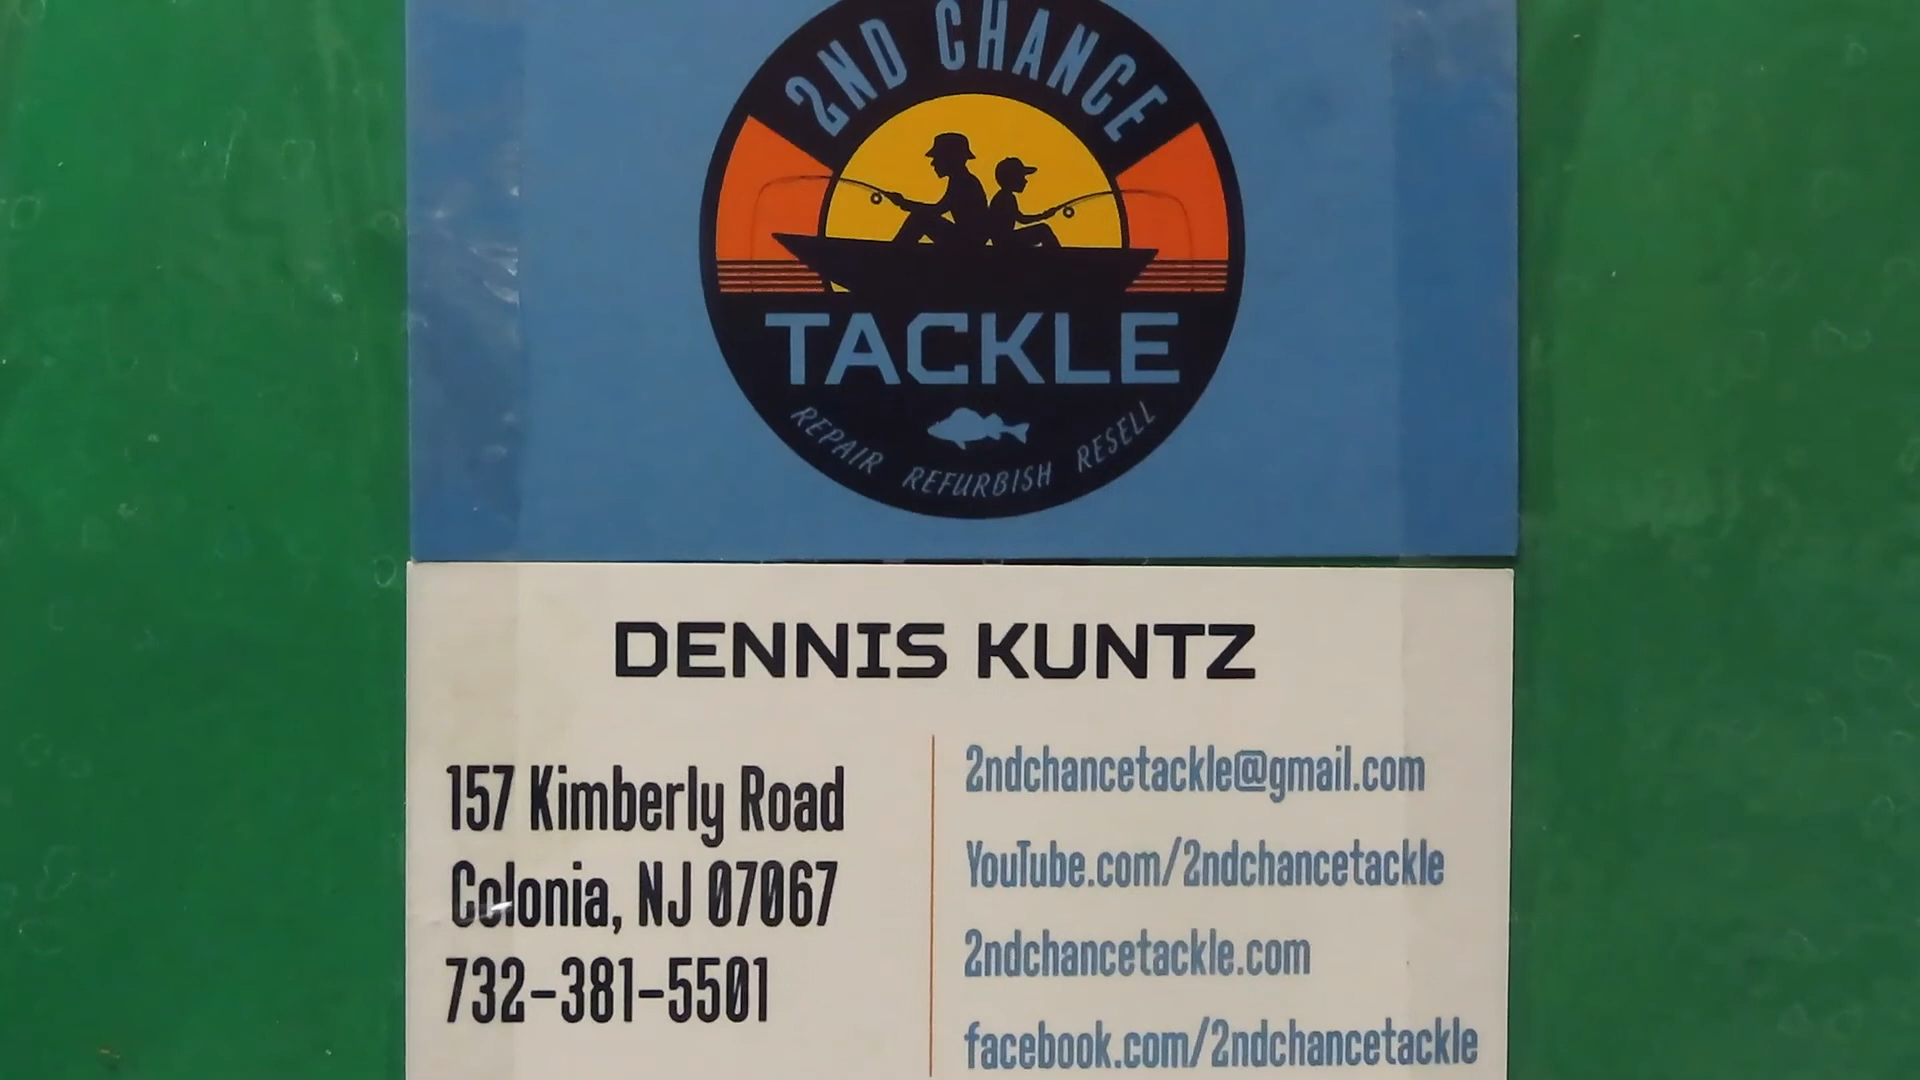 2ND CHANCE
TACKLE
REPAIR REFURBISH RESELL
DENNIS KUNTZ
157 Kimberly Road
Colonia, NJ 07067
732-381-5501
2ndchancetackle@gmail.com
YouTube.com/2ndchancetackle
2ndchancetackle.com
facebook.com/2ndchancetackle